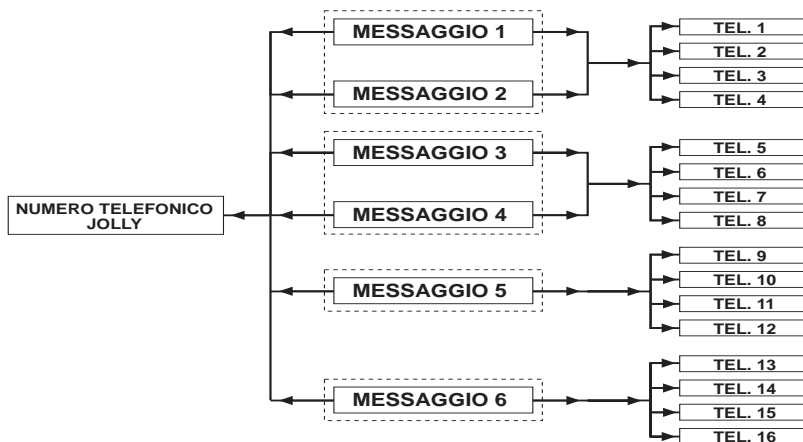 MESSAGGIO 1
MESSAGGIO 2
TEL. 1
TEL. 2
TEL. 3
TEL. 4
MESSAGGIO 3
MESSAGGIO 4
TEL. 5
TEL. 6
TEL. 7
TEL. 8
NUMERO TELEFONICO
JOLLY
MESSAGGIO 5
TEL. 9
TEL. 10
TEL. 11
TEL. 12
MESSAGGIO 6
TEL. 13
TEL. 14
TEL. 15
TEL. 16